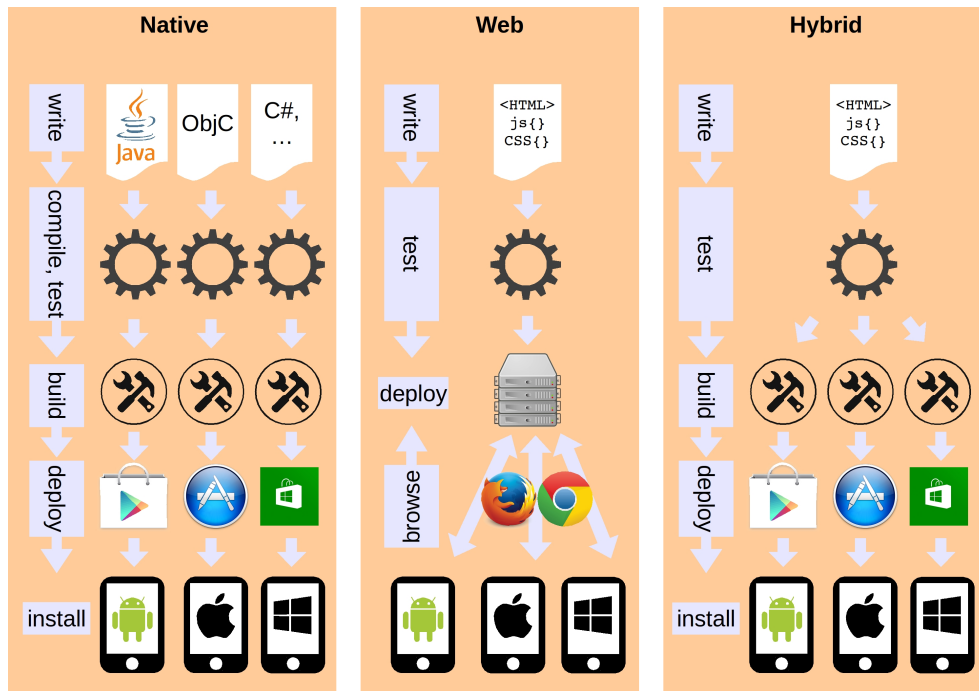 Native
write
Java
ObjC
C#,
…
compile, test
build
deploy
install
Web
write
<HTML>
js{}
CSS{}
test
deploy
browse
Hybrid
write
<HTML>
js{}
CSS{}
test
build
deploy
install